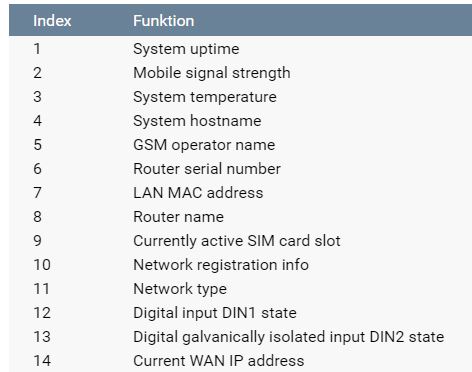 Index Funktion
1 System uptime
2 Mobile signal strength
3 System temperature
4 System hostname
5 GSM operator name
6 Router serial number
7 LAN MAC address
8 Router name
9 Currently active SIM card slot
10 Network registration info
11 Network type
12 Digital input DIN1 state
13 Digital galvanically isolated input DIN2 state
14 Current WAN IP address